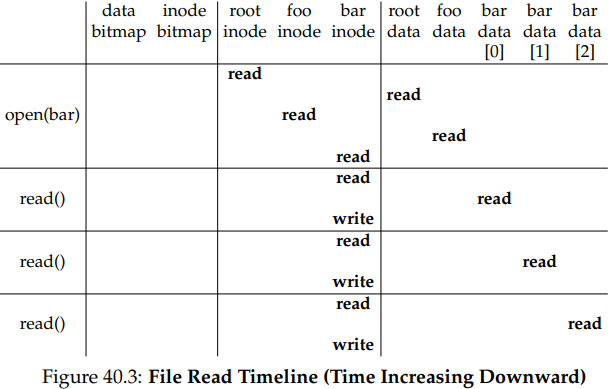 data inode root foo bar root foo bar bar bar
bitmap bitmap inode inode inode data data data data data
[0] [1] [2]
read
read
open(bar) read
read
read
read
read() read
write
read
read() read
write
read
read() read
write
Figure 40.3: File Read Timeline (Time Increasing Downward)